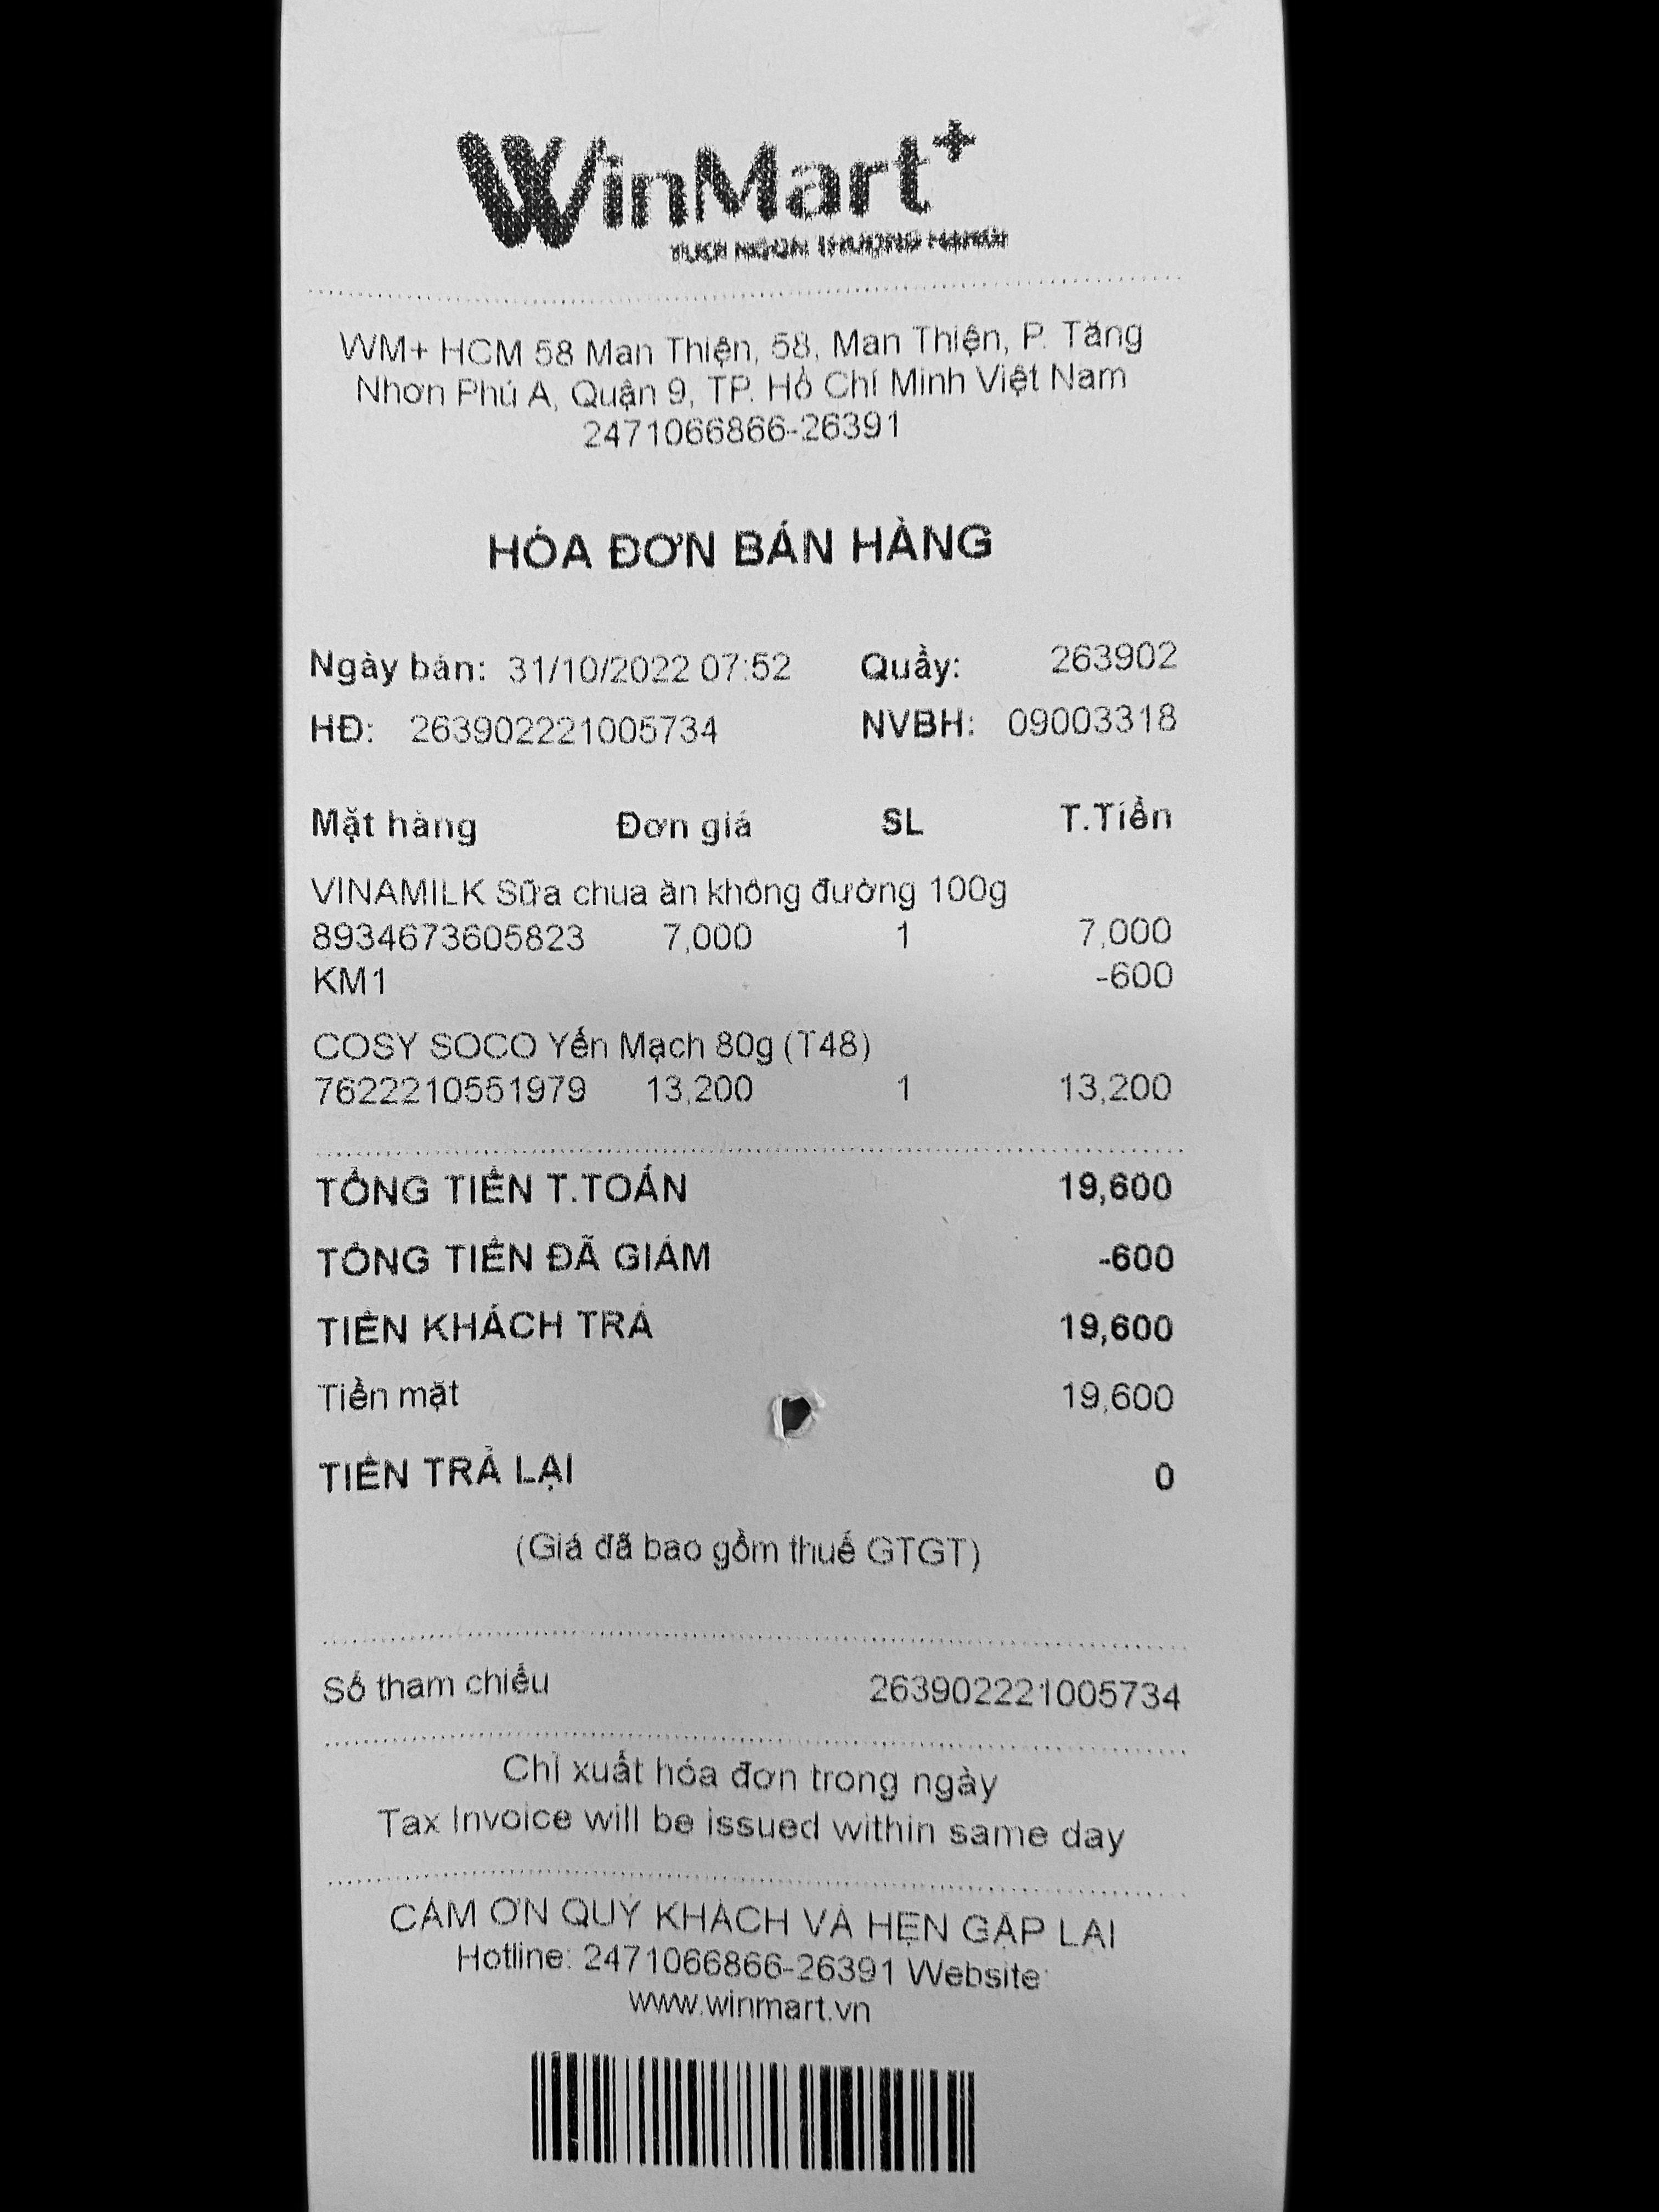 WinMart+
TƯƠI NGON THƯỢNG HẠNG
WM+ HCM 58 Man Thiện, 58, Man Thiện, P. Tăng
Nhơn Phú A, Quận 9, TP. Hồ Chí Minh Việt Nam
2471066866-26391
HÓA ĐƠN BÁN HÀNG
Ngày bán: 31/10/2022 07:52 Quầy: 263902
HĐ: 263902221005734 NVBH: 09003318
Mặt hàng Đơn giá SL T.Tiền
VINAMILK Sữa chua ăn không đường 100g
8934673605823 7,000 1 7,000
KM1 -600
COSY SOCO Yến Mạch 80g (T48)
7622210551979 13,200 1 13,200
TỔNG TIỀN T.TOÁN 19,600
TỔNG TIỀN ĐÃ GIẢM -600
TIỀN KHÁCH TRẢ 19,600
Tiền mặt 19,600
TIỀN TRẢ LẠI 0
(Giá đã bao gồm thuế GTGT)
Số tham chiếu 263902221005734
Chỉ xuất hóa đơn trong ngày
Tax Invoice will be issued within same day
CẢM ƠN QUÝ KHÁCH VÀ HẸN GẶP LẠI
Hotline: 2471066866-26391 Website:
www.winmart.vn